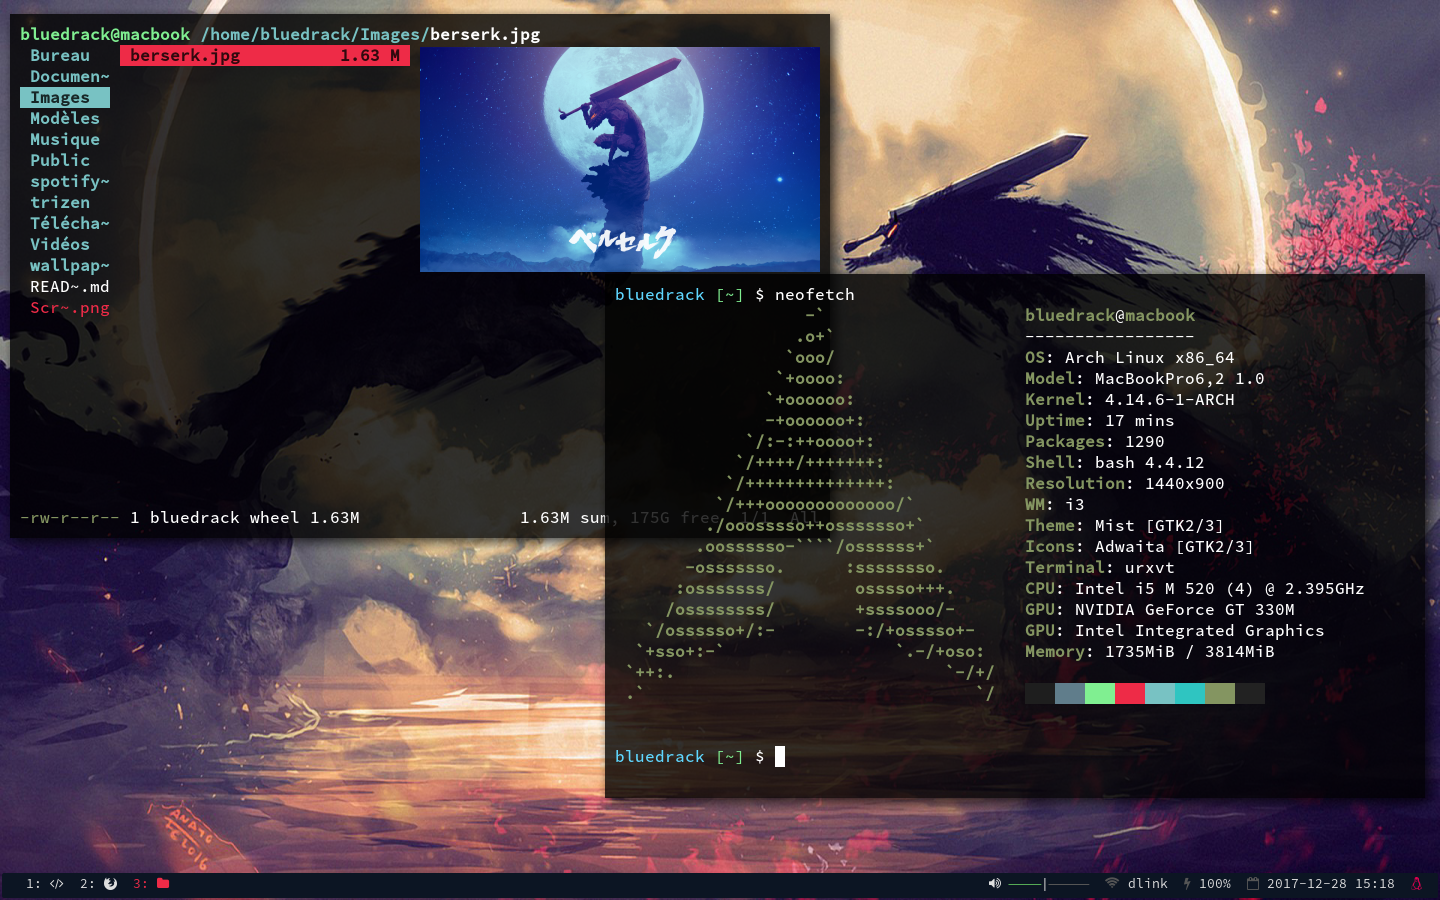 bluedrack@macbook /home/bluedrack/Images/berserk.jpg
Bureau
Documen~
Images
Modèles
Musique
Public
spotify~
trizen
Télécha~
Vidéos
wallpap~
READ~.md
Scr~.png
berserk.jpg 1.63 M
ベルセルク
-rw-r--r-- 1 bluedrack wheel 1.63M 1.63M sum, 175G free 1/1 All
bluedrack [~] $ neofetch
bluedrack@macbook
-----------------
OS: Arch Linux x86_64
Model: MacBookPro6,2 1.0
Kernel: 4.14.6-1-ARCH
Uptime: 17 mins
Packages: 1290
Shell: bash 4.4.12
Resolution: 1440x900
WM: i3
Theme: Mist [GTK2/3]
Icons: Adwaita [GTK2/3]
Terminal: urxvt
CPU: Intel i5 M 520 (4) @ 2.395GHz
GPU: NVIDIA GeForce GT 330M
GPU: Intel Integrated Graphics
Memory: 1735MiB / 3814MiB
bluedrack [~] $
1: 2: 3: dlink 100% 2017-12-28 15:18